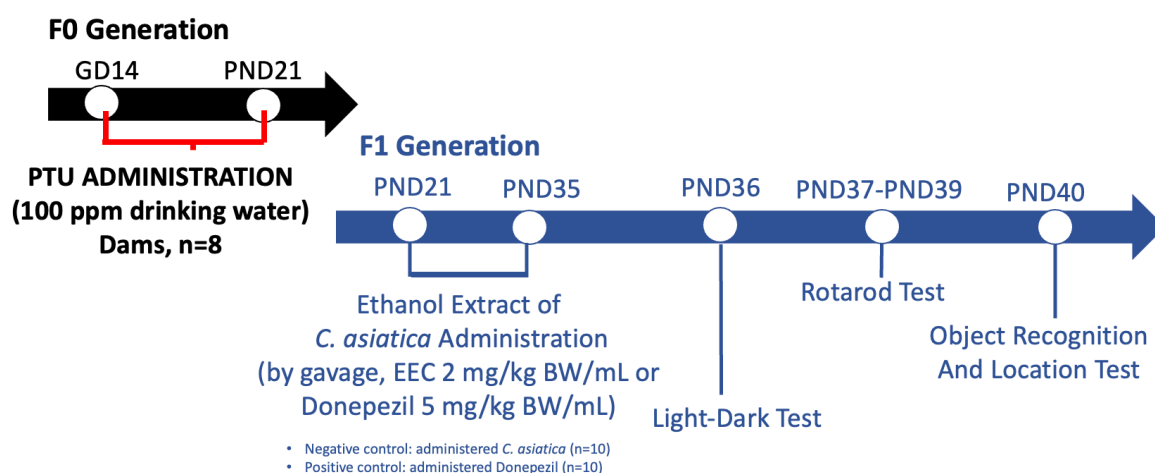 F0 Generation
GD14
PND21
PTU ADMINISTRATION
(100 ppm drinking water)
Dams, n=8
F1 Generation
PND21
PND35
PND36
PND37-PND39
PND40
Ethanol Extract of
C. asiatica Administration
(by gavage, EEC 2 mg/kg BW/mL or
Donepezil 5 mg/kg BW/mL)
Light-Dark Test
Rotarod Test
Object Recognition
And Location Test
• Negative control: administered C. asiatica (n=10)
• Positive control: administered Donepezil (n=10)